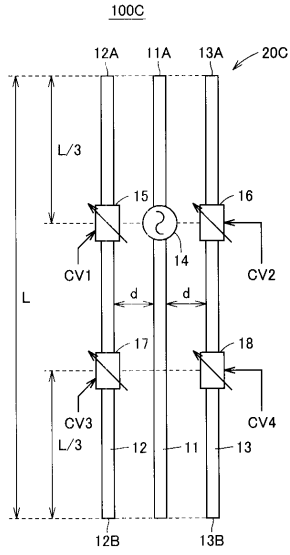 100C
12A 11A 13A
20C
L/3
15 16
14
CV1 CV2
L
d d
17 18
CV3 CV4
L/3
12 11 13
12B 13B